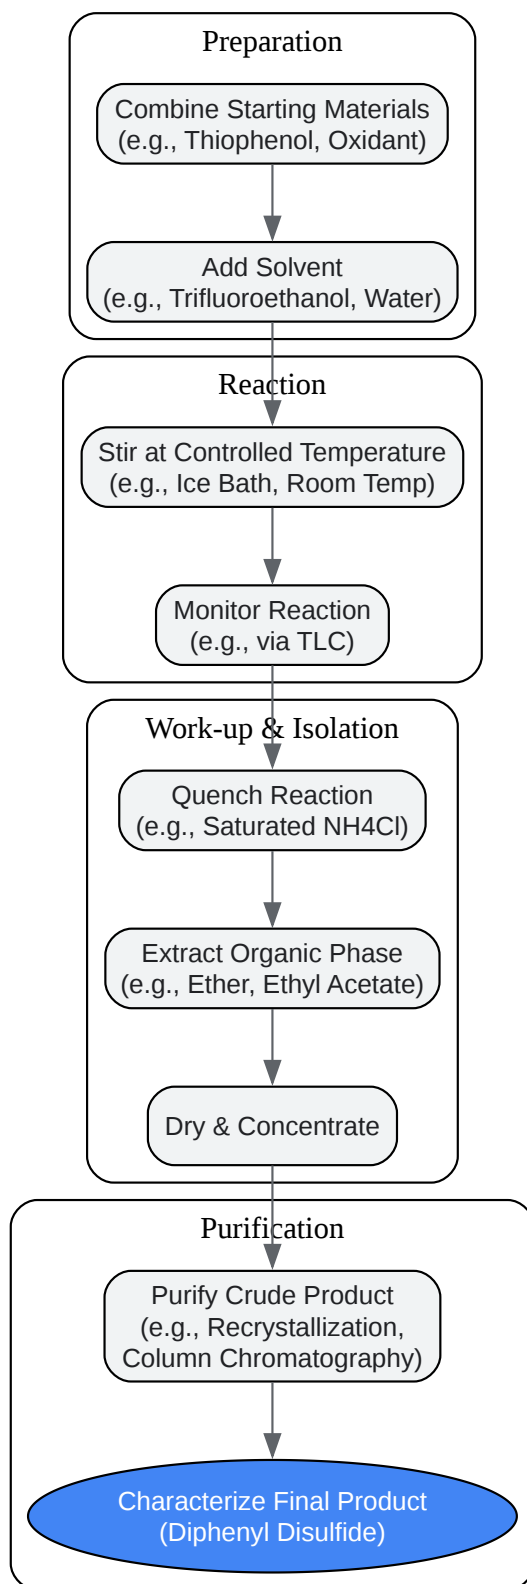 Preparation
Combine Starting Materials
(e.g., Thiophenol, Oxidant)
Add Solvent
(e.g., Trifluoroethanol, Water)
Reaction
Stir at Controlled Temperature
(e.g., Ice Bath, Room Temp)
Monitor Reaction
(e.g., via TLC)
Work-up & Isolation
Quench Reaction
(e.g., Saturated NH4Cl)
Extract Organic Phase
(e.g., Ether, Ethyl Acetate)
Dry & Concentrate
Purification
Purify Crude Product
(e.g., Recrystallization,
Column Chromatography)
Characterize Final Product
(Diphenyl Disulfide)